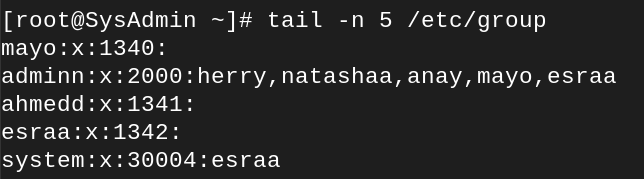 [root@SysAdmin ~]# tail -n 5 /etc/group
mayo:x:1340:
adminn:x:2000:herry,natashaa,anay,mayo,esraa
ahmedd:x:1341:
esraa:x:1342:
system:x:30004:esraa